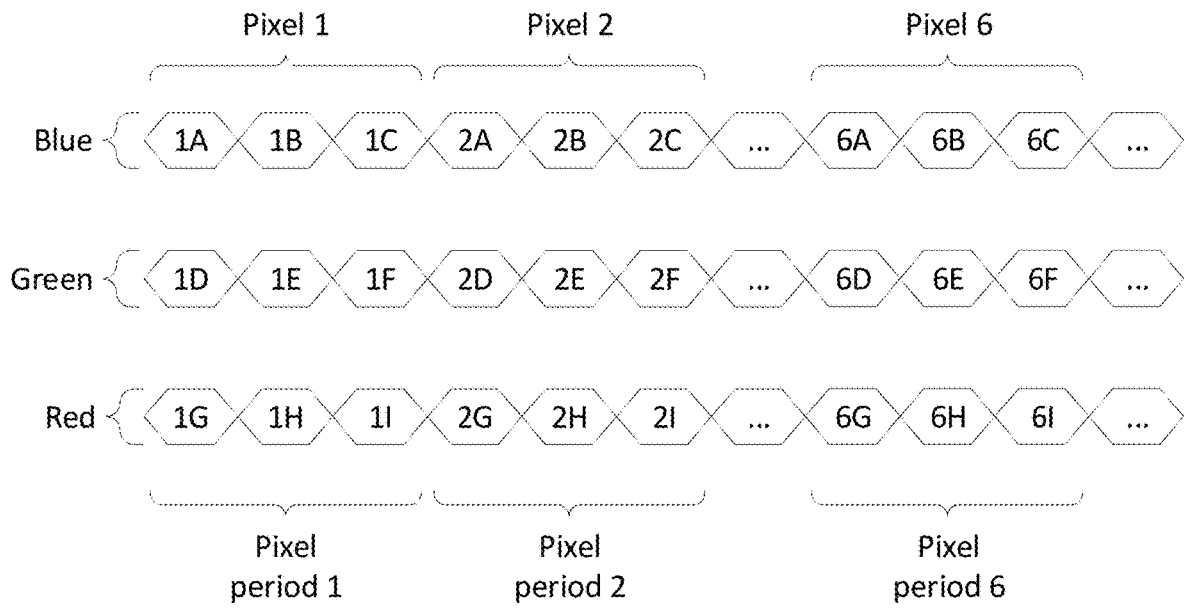 Pixel 1 Pixel 2 Pixel 6
Blue 1A 1B 1C 2A 2B 2C ... 6A 6B 6C ...
Green 1D 1E 1F 2D 2E 2F ... 6D 6E 6F ...
Red 1G 1H 1I 2G 2H 2I ... 6G 6H 6I ...
Pixel Pixel Pixel
period 1 period 2 period 6